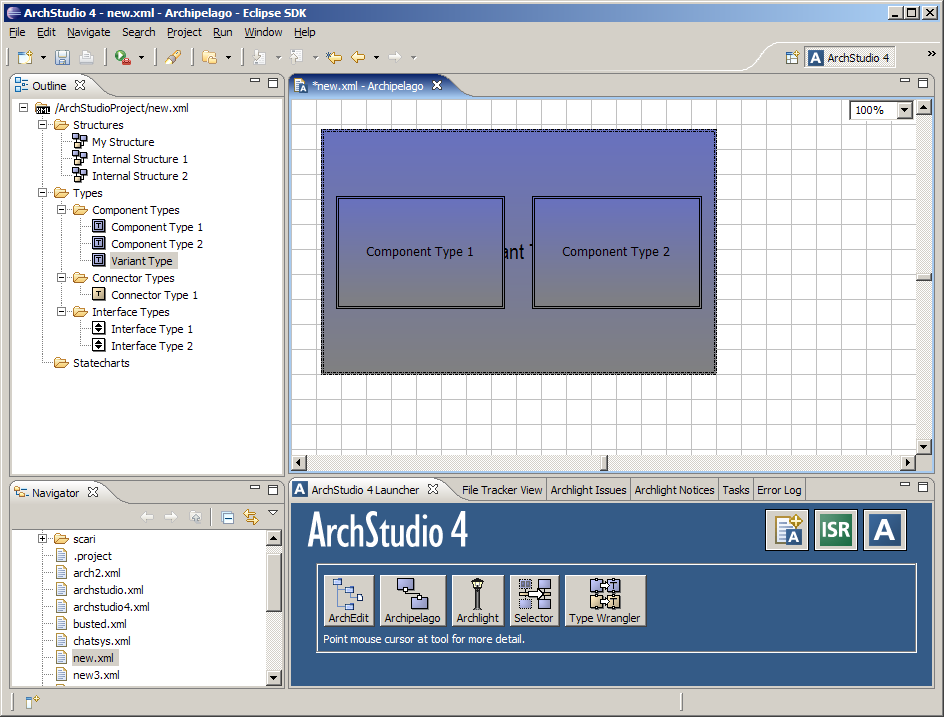 ArchStudio 4 - new.xml - Archipelago - Eclipse SDK
File Edit Navigate Search Project Run Window Help
ArchStudio 4
Outline
/ArchStudioProject/new.xml
Structures
My Structure
Internal Structure 1
Internal Structure 2
Types
Component Types
Component Type 1
Component Type 2
Variant Type
Connector Types
Connector Type 1
Interface Types
Interface Type 1
Interface Type 2
Statecharts
*new.xml - Archipelago
100%
Component Type 1
Component Type 2
Navigator
scari
.project
arch2.xml
archstudio.xml
archstudio4.xml
busted.xml
chatsys.xml
new.xml
new3.xml
ArchStudio 4 Launcher File Tracker View Archlight Issues Archlight Notices Tasks Error Log
ArchStudio 4
ISR A
ArchEdit Archipelago Archlight Selector Type Wrangler
Point mouse cursor at tool for more detail.